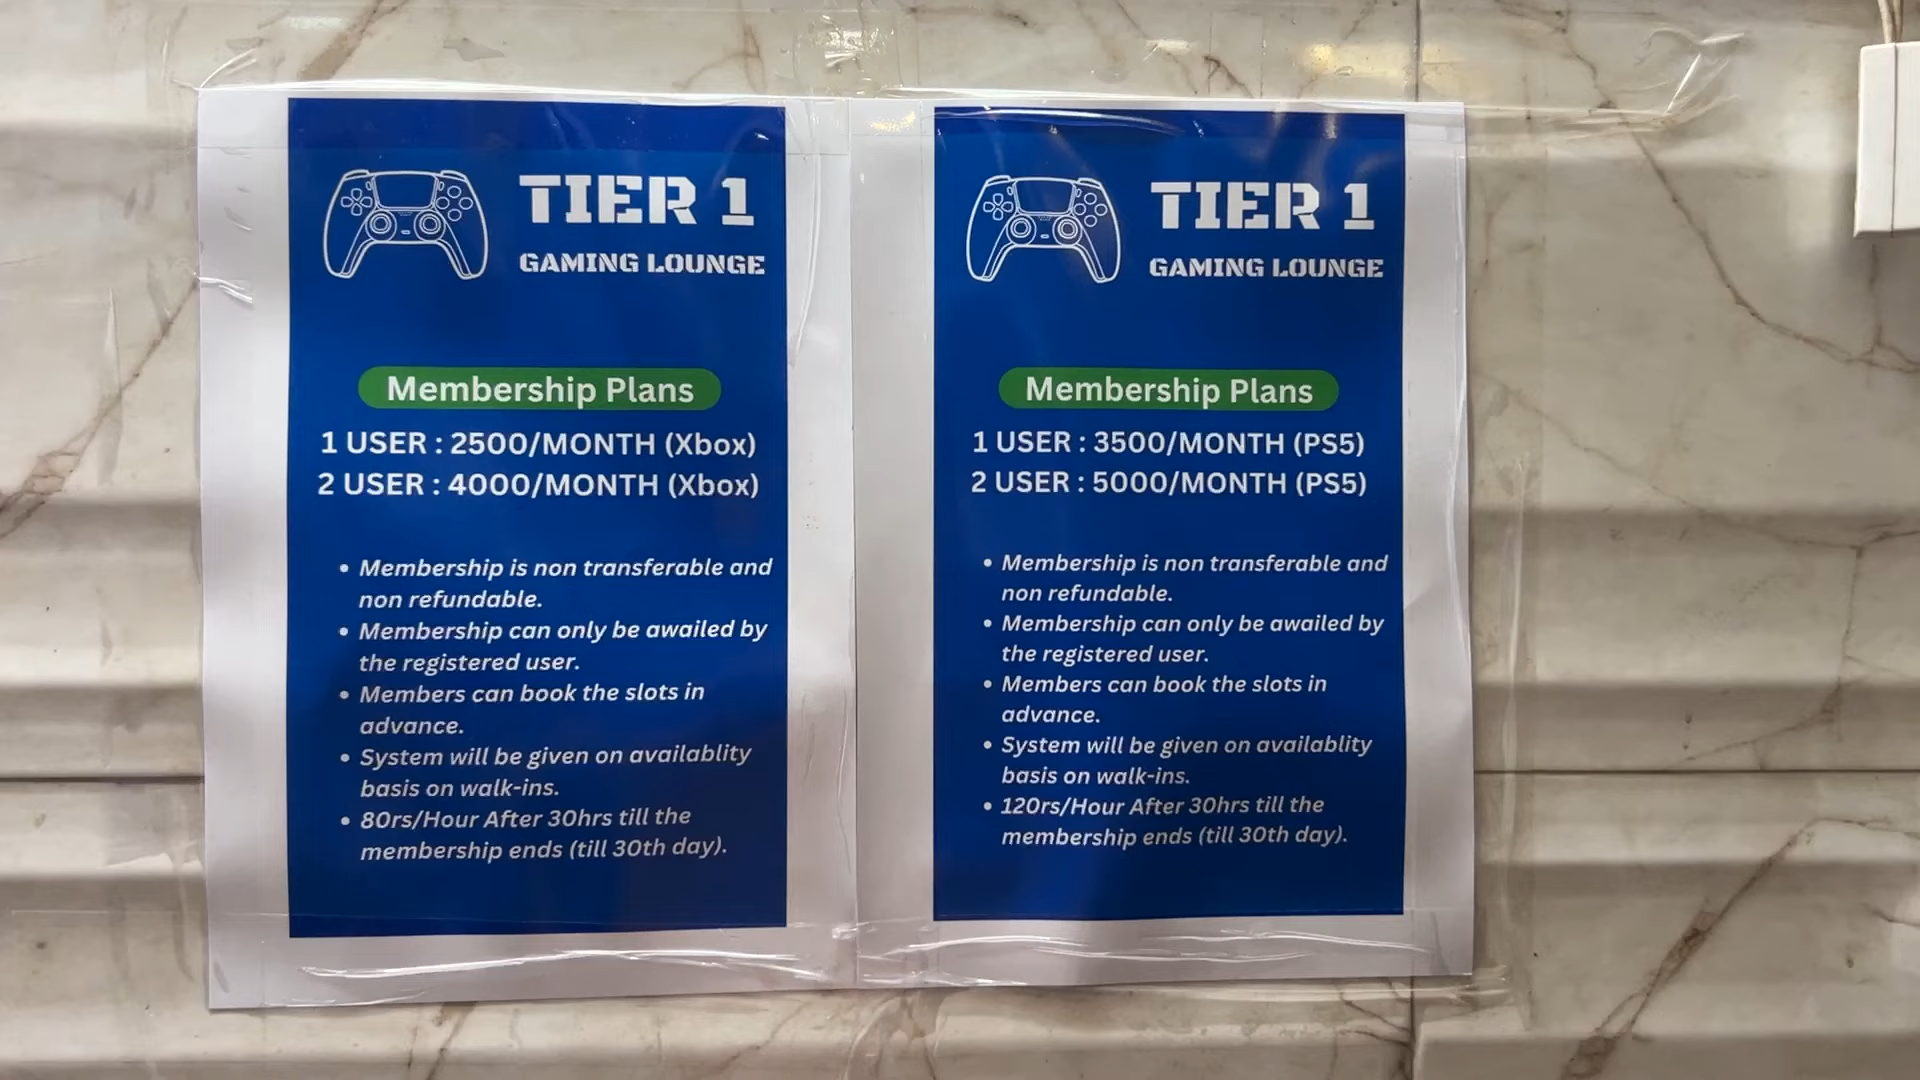 TIER 1
GAMING LOUNGE
Membership Plans
1 USER : 2500/MONTH (Xbox)
2 USER : 4000/MONTH (Xbox)
• Membership is non transferable and
non refundable.
• Membership can only be awailed by
the registered user.
• Members can book the slots in
advance.
• System will be given on availablity
basis on walk-ins.
• 80rs/Hour After 30hrs till the
membership ends (till 30th day).
TIER 1
GAMING LOUNGE
Membership Plans
1 USER : 3500/MONTH (PS5)
2 USER : 5000/MONTH (PS5)
• Membership is non transferable and
non refundable.
• Membership can only be awailed by
the registered user.
• Members can book the slots in
advance.
• System will be given on availablity
basis on walk-ins.
• 120rs/Hour After 30hrs till the
membership ends (till 30th day).